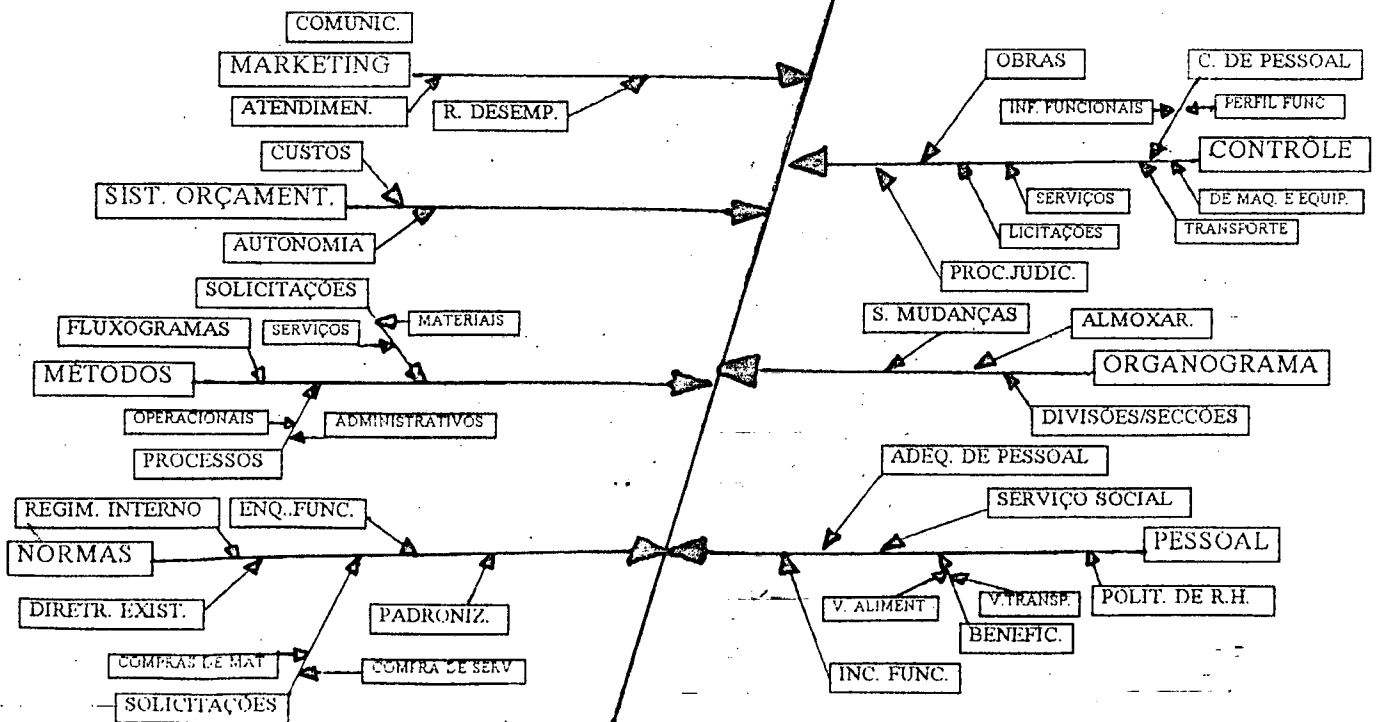 COMUNIC.
MARKETING
ATENDIMEN.
R. DESEMP.
CUSTOS
SIST. ORÇAMENT.
AUTONOMIA
SOLICITAÇÕES
MATERIAIS
SERVIÇOS
FLUXOGRAMAS
MÉTODOS
OPERACIONAIS
ADMINISTRATIVOS
PROCESSOS
REGIM. INTERNO
ENQ..FUNC.
NORMAS
DIRETR. EXIST.
PADRONIZ.
COMPRAS DE MAT
COMPRA DE SERV
SOLICITAÇÕES
OBRAS
C. DE PESSOAL
INF. FUNCIONAIS
PERFIL FUNC
CONTRÔLE
SERVIÇOS
DE MAQ. E EQUIP.
LICITAÇÕES
TRANSPORTE
PROC.JUDIC.
S. MUDANÇAS
ALMOXAR.
ORGANOGRAMA
DIVISÕES/SECCÕES
ADEQ. DE PESSOAL
SERVIÇO SOCIAL
PESSOAL
V. ALIMENT
V.TRANSP.
POLIT. DE R.H.
BENEFIC.
INC. FUNC.